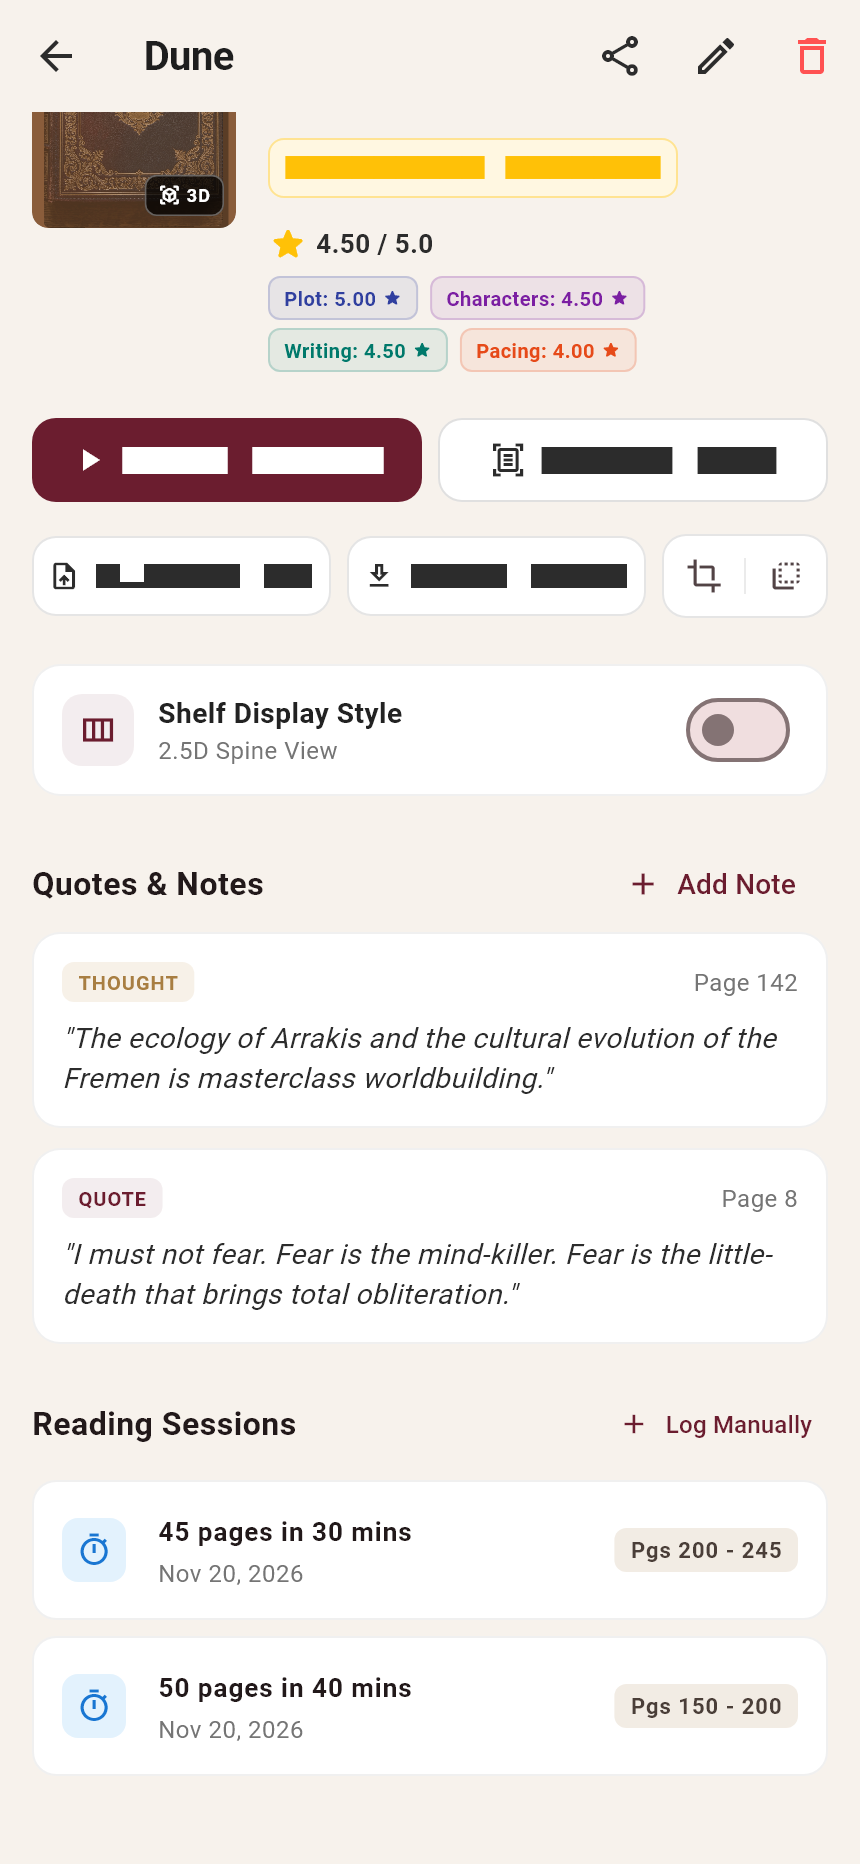 Dune
3D
4.50 / 5.0
Plot: 5.00
Characters: 4.50
Writing: 4.50
Pacing: 4.00
Shelf Display Style
2.5D Spine View
Quotes & Notes
Add Note
THOUGHT
Page 142
"The ecology of Arrakis and the cultural evolution of the
Fremen is masterclass worldbuilding."
QUOTE
Page 8
"I must not fear. Fear is the mind-killer. Fear is the little-
death that brings total obliteration."
Reading Sessions
Log Manually
45 pages in 30 mins
Nov 20, 2026
Pgs 200 - 245
50 pages in 40 mins
Nov 20, 2026
Pgs 150 - 200